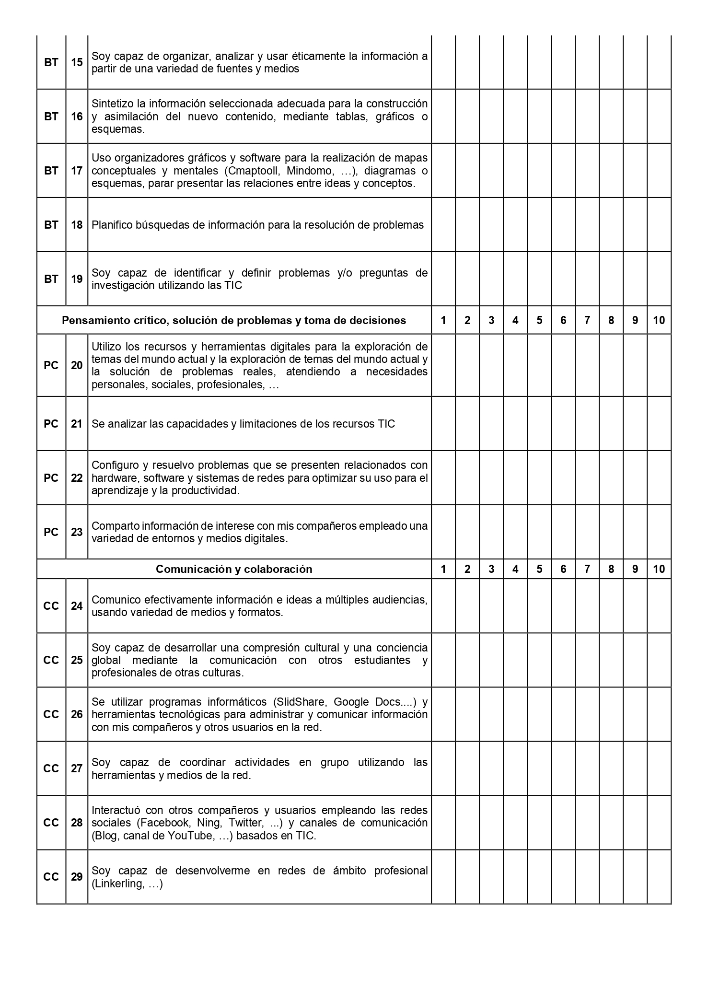 BT 15 Soy capaz de organizar, analizar y usar éticamente la información a
partir de una variedad de fuentes y medios
BT 16 Sintetizo la información seleccionada adecuada para la construcción
y asimilación del nuevo contenido, mediante tablas, gráficos o
esquemas.
BT 17 Uso organizadores gráficos y software para la realización de mapas
conceptuales y mentales (Cmaptooll, Mindomo, …), diagramas o
esquemas, parar presentar las relaciones entre ideas y conceptos.
BT 18 Planifico búsquedas de información para la resolución de problemas
BT 19 Soy capaz de identificar y definir problemas y/o preguntas de
investigación utilizando las TIC
Pensamiento crítico, solución de problemas y toma de decisiones 1 2 3 4 5 6 7 8 9 10
PC 20 Utilizo los recursos y herramientas digitales para la exploración de
temas del mundo actual y la exploración de temas del mundo actual y
la solución de problemas reales, atendiendo a necesidades
personales, sociales, profesionales, …
PC 21 Se analizar las capacidades y limitaciones de los recursos TIC
PC 22 Configuro y resuelvo problemas que se presenten relacionados con
hardware, software y sistemas de redes para optimizar su uso para el
aprendizaje y la productividad.
PC 23 Comparto información de interese con mis compañeros empleado una
variedad de entornos y medios digitales.
Comunicación y colaboración 1 2 3 4 5 6 7 8 9 10
CC 24 Comunico efectivamente información e ideas a múltiples audiencias,
usando variedad de medios y formatos.
CC 25 Soy capaz de desarrollar una compresión cultural y una conciencia
global mediante la comunicación con otros estudiantes y
profesionales de otras culturas.
CC 26 Se utilizar programas informáticos (SlidShare, Google Docs....) y
herramientas tecnológicas para administrar y comunicar información
con mis compañeros y otros usuarios en la red.
CC 27 Soy capaz de coordinar actividades en grupo utilizando las
herramientas y medios de la red.
CC 28 Interactuó con otros compañeros y usuarios empleando las redes
sociales (Facebook, Ning, Twitter, ...) y canales de comunicación
(Blog, canal de YouTube, …) basados en TIC.
CC 29 Soy capaz de desenvolverme en redes de ámbito profesional
(Linkerling, …)